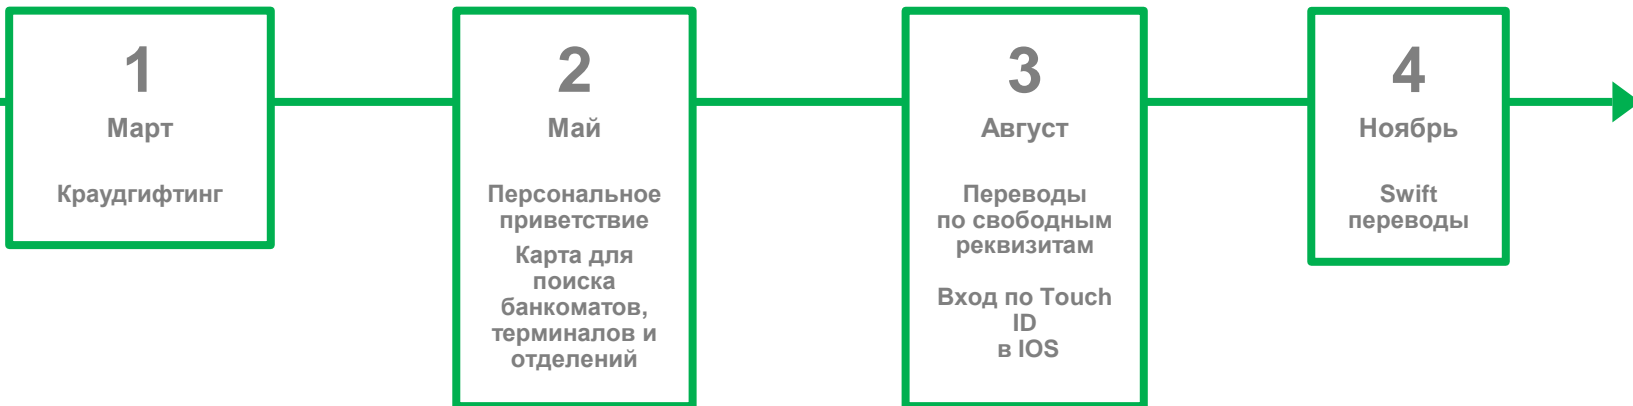 1
Март
Краудгифтинг
2
Май
Персональное
приветствие
Карта для
поиска
банкоматов,
терминалов и
отделений
3
Август
Переводы
по свободным
реквизитам
Вход по Touch
ID
в IOS
4
Ноябрь
Swift
переводы